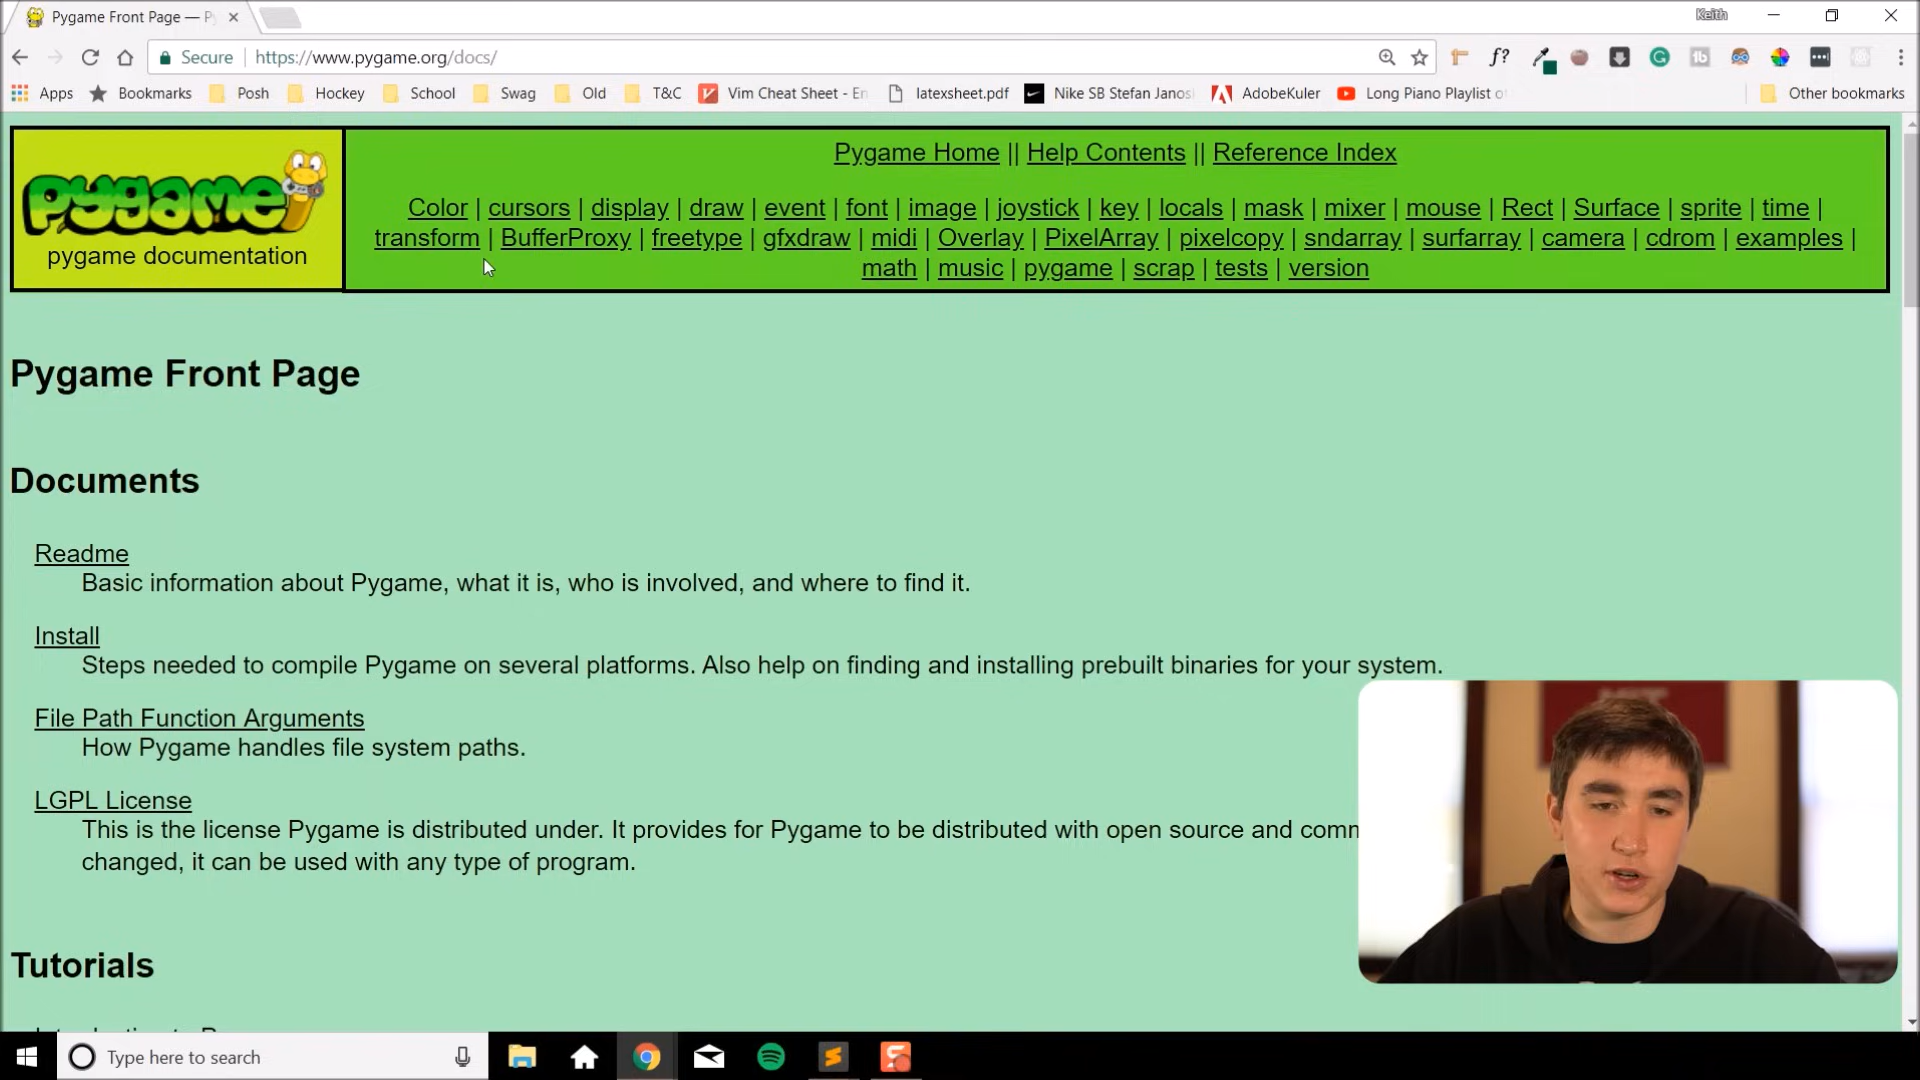 Pygame Front Page — Py
Keith
Secure https://www.pygame.org/docs/
f?
Apps Bookmarks Posh Hockey School Swag Old T&C Vim Cheat Sheet - En latexsheet.pdf Nike SB Stefan Janos AdobeKuler Long Piano Playlist o Other bookmarks
pygame
pygame documentation
Pygame Home || Help Contents || Reference Index
Color | cursors | display | draw | event | font | image | joystick | key | locals | mask | mixer | mouse | Rect | Surface | sprite | time |
transform | BufferProxy | freetype | gfxdraw | midi | Overlay | PixelArray | pixelcopy | sndarray | surfarray | camera | cdrom | examples |
math | music | pygame | scrap | tests | version
Pygame Front Page
Documents
Readme
Basic information about Pygame, what it is, who is involved, and where to find it.
Install
Steps needed to compile Pygame on several platforms. Also help on finding and installing prebuilt binaries for your system.
File Path Function Arguments
How Pygame handles file system paths.
LGPL License
This is the license Pygame is distributed under. It provides for Pygame to be distributed with open source and comm
changed, it can be used with any type of program.
Tutorials
Type here to search